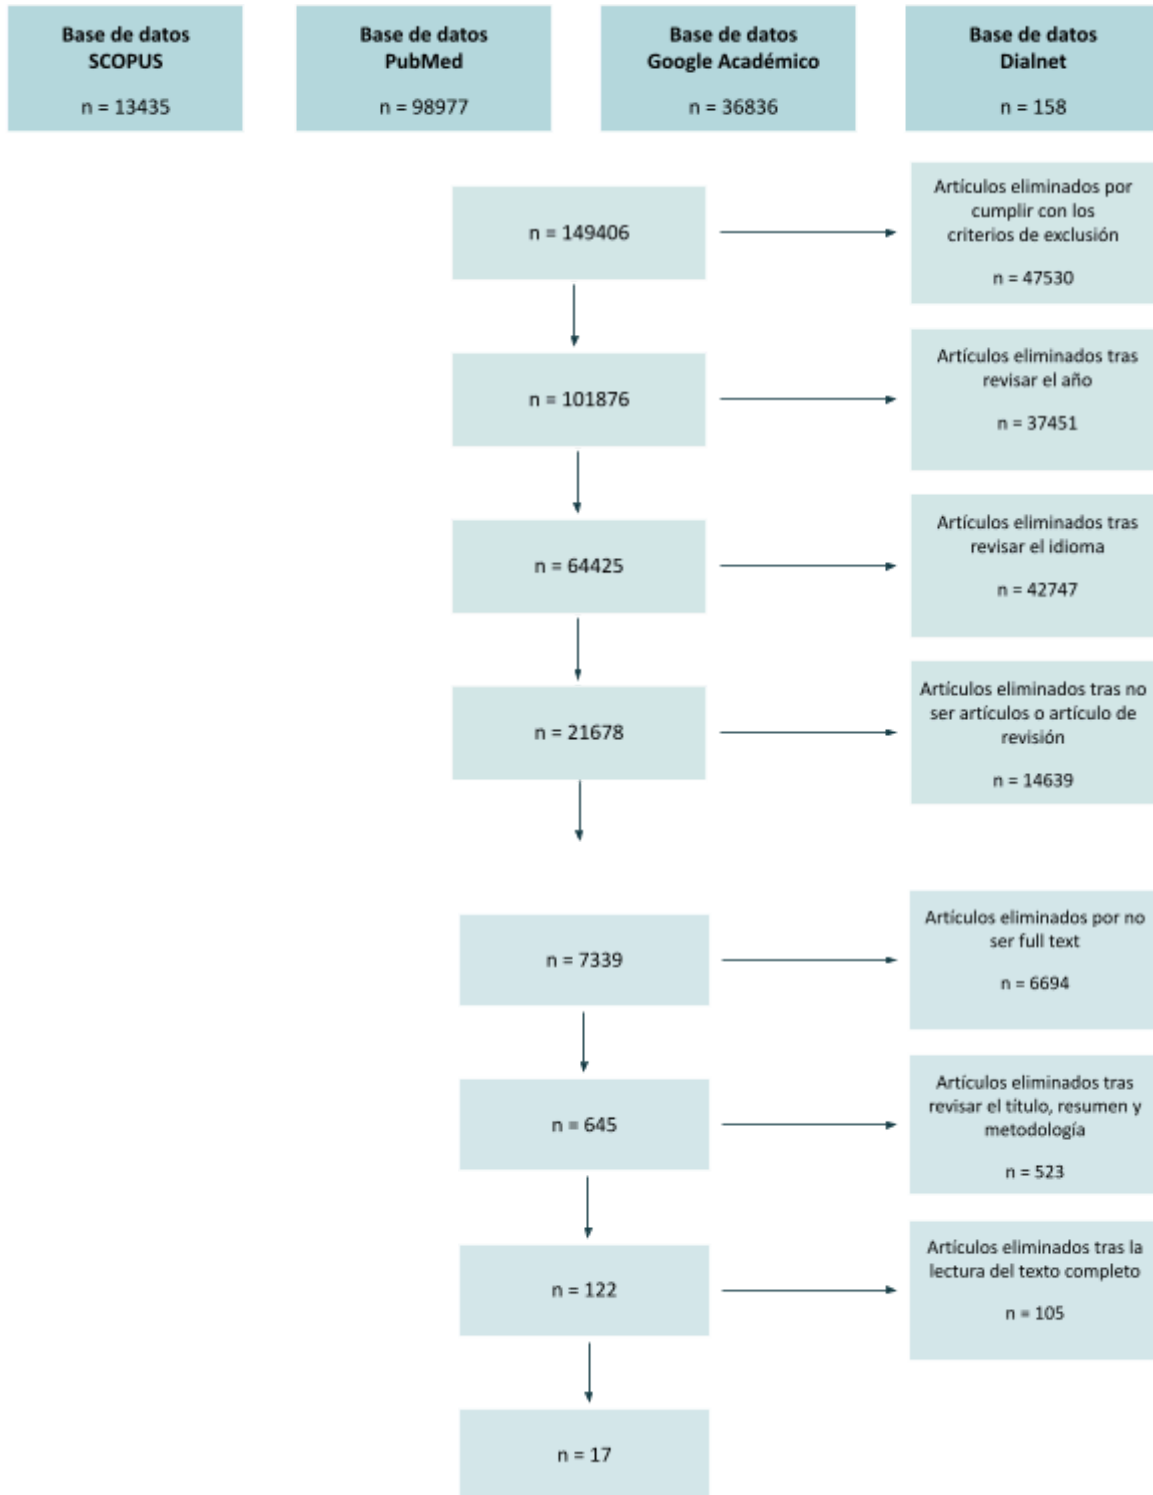 Base de datos
SCOPUS
n = 13435
Base de datos
PubMed
n = 98977
Base de datos
Google Académico
n = 36836
Base de datos
Dialnet
n = 158
n = 149406
Artículos eliminados por
cumplir con los
criterios de exclusión
n = 47530
n = 101876
Artículos eliminados tras
revisar el año
n = 37451
n = 64425
Artículos eliminados tras
revisar el idioma
n = 42747
n = 21678
Artículos eliminados tras no
ser artículos o artículo de
revisión
n = 14639
n = 7339
Artículos eliminados por no
ser full text
n = 6694
n = 645
Artículos eliminados tras
revisar el título, resumen y
metodología
n = 523
n = 122
Artículos eliminados tras la
lectura del texto completo
n = 105
n = 17